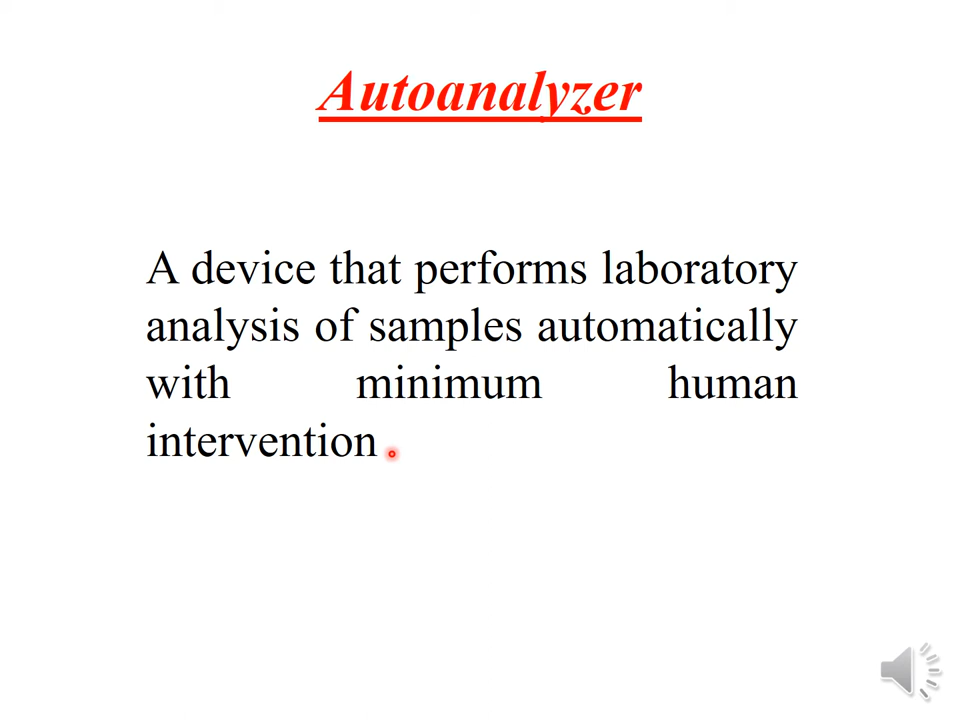 Autoanalyzer
A device that performs laboratory
analysis of samples automatically
with minimum human
intervention